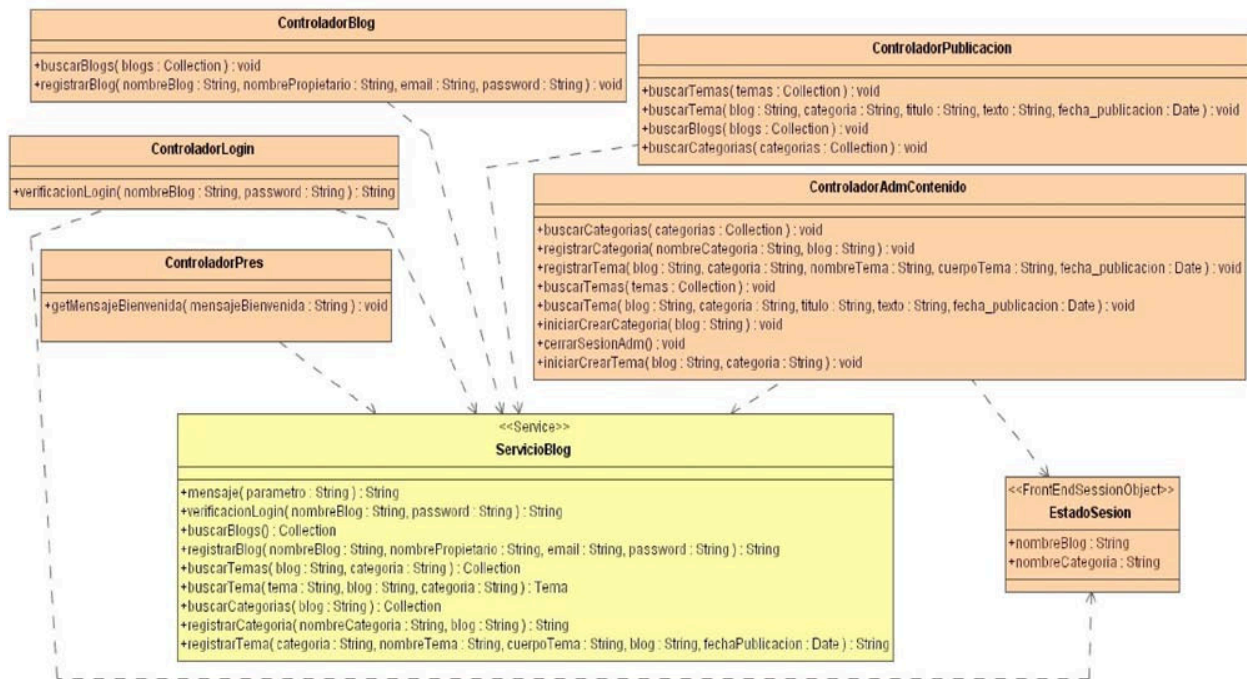 ControladorBlog
+buscarBlogs( blogs : Collection ) : void
+registrarBlog( nombreBlog : String, nombrePropietario : String, email : String, password : String ) : void
ControladorPublicacion
+buscarTemas( temas : Collection ) : void
+buscarTema( blog : String, categoria : String, titulo : String, texto : String, fecha_publicacion : Date ) : void
+buscarBlogs( blogs : Collection ) : void
+buscarCategorias( categorias : Collection ) : void
ControladorLogin
+verificacionLogin( nombreBlog : String, password : String ) : String
ControladorAdmContenido
+buscarCategorias( categorias : Collection ) : void
+registrarCategoria( nombreCategoria : String, blog : String ) : void
+registrarTema( blog : String, categoria : String, nombreTema : String, cuerpoTema : String, fecha_publicacion : Date ) : void
+buscarTemas( temas : Collection ) : void
+buscarTema( blog : String, categoria : String, titulo : String, texto : String, fecha_publicacion : Date ) : void
+iniciarCrearCategoria( blog : String ) : void
+cerrarSesionAdm() : void
+iniciarCrearTema( blog : String, categoria : String ) : void
ControladorPres
+getMensajeBienvenida( mensajeBienvenida : String ) : void
<<Service>>
ServicioBlog
+mensaje( parametro : String ) : String
+verificacionLogin( nombreBlog : String, password : String ) : String
+buscarBlogs() : Collection
+registrarBlog( nombreBlog : String, nombrePropietario : String, email : String, password : String ) : String
+buscarTemas( blog : String, categoria : String ) : Collection
+buscarTema( tema : String, blog : String, categoria : String ) : Tema
+buscarCategorias( blog : String ) : Collection
+registrarCategoria( nombreCategoria : String, blog : String ) : String
+registrarTema( categoria : String, nombreTema : String, cuerpoTema : String, blog : String, fechaPublicacion : Date ) : String
<<FrontEndSessionObject>>
EstadoSesion
+nombreBlog : String
+nombreCategoria : String